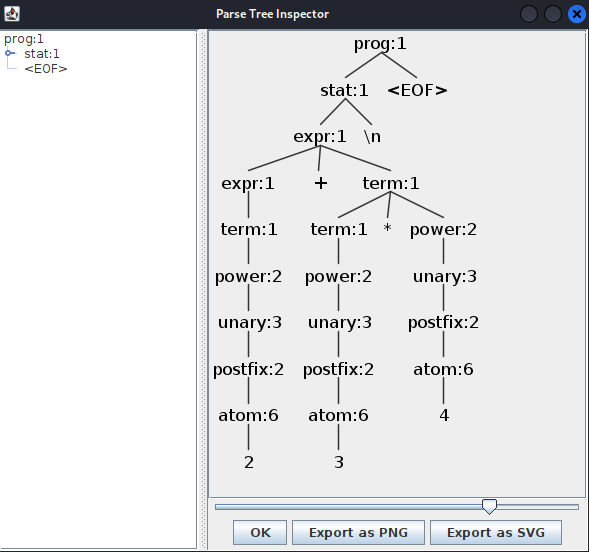 Parse Tree Inspector
prog:1
stat:1
<EOF>
prog:1
stat:1 <EOF>
expr:1 \n
expr:1 + term:1
term:1 term:1 * power:2
power:2 power:2 unary:3
unary:3 unary:3 postfix:2
postfix:2 postfix:2 atom:6
atom:6 atom:6 4
2 3
OK Export as PNG Export as SVG